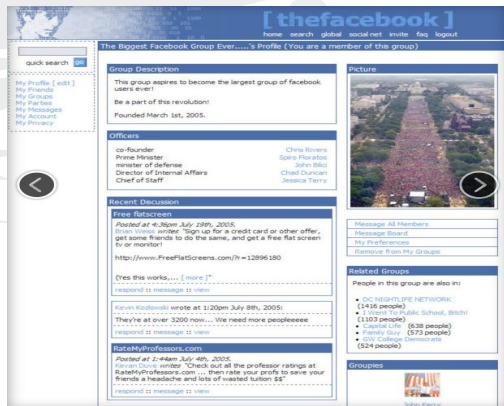 [ thefacebook ]
home search global social net invite faq logout
The Biggest Facebook Group Ever.....'s Profile (You are a member of this group)
quick search go
My Profile [ edit ]
My Friends
My Groups
My Parties
My Messages
My Account
My Privacy
Group Description
This group aspires to become the largest group of facebook
users ever!
Be a part of this revolution!
Founded March 1st, 2005.
Officers
co-founder Chris Rivers
Prime Minister Spiro Floratos
minister of defense John Bilici
Director of Internal Affairs Chad Duncan
Chief of Staff Jessica Terry
Recent Dscussion
Free flatscreen
Posted at 4:36pm July 19th, 2005.
Brian Weiss writes "Sign up for a credit card or other offer,
get some friends to do the same, and get a free flat screen
tv or monitor!
http://www.FreeFlatScreens.com/?r=12896180
(Yes this works,... [ more ]"
respond :: message :: view
Kevin Kozlowski wrote at 1:20pm July 8th, 2005:
They're at over 3200 now... We need more peopleeeee
respond :: message :: view
RateMyProfessors.com
Posted at 1:44am July 4th, 2005.
Kervan Duve writes "Check out all the professor ratings at
RateMyProfessors.com ... then rate your profs to save your
friends a headache and lots of wasted tuition $$"
respond :: message :: view
Picture
Message All Members
Message Board
My Preferences
Remove from My Groups
Related Groups
People in this group are also in:
DC NIGHTLIFE NETWORK
(1416 people)
I Went To Public School, Bitch!
(1103 people)
Capital Life (638 people)
Family Guy (573 people)
GW College Democrats
(524 people)
Groupies
John Kerry